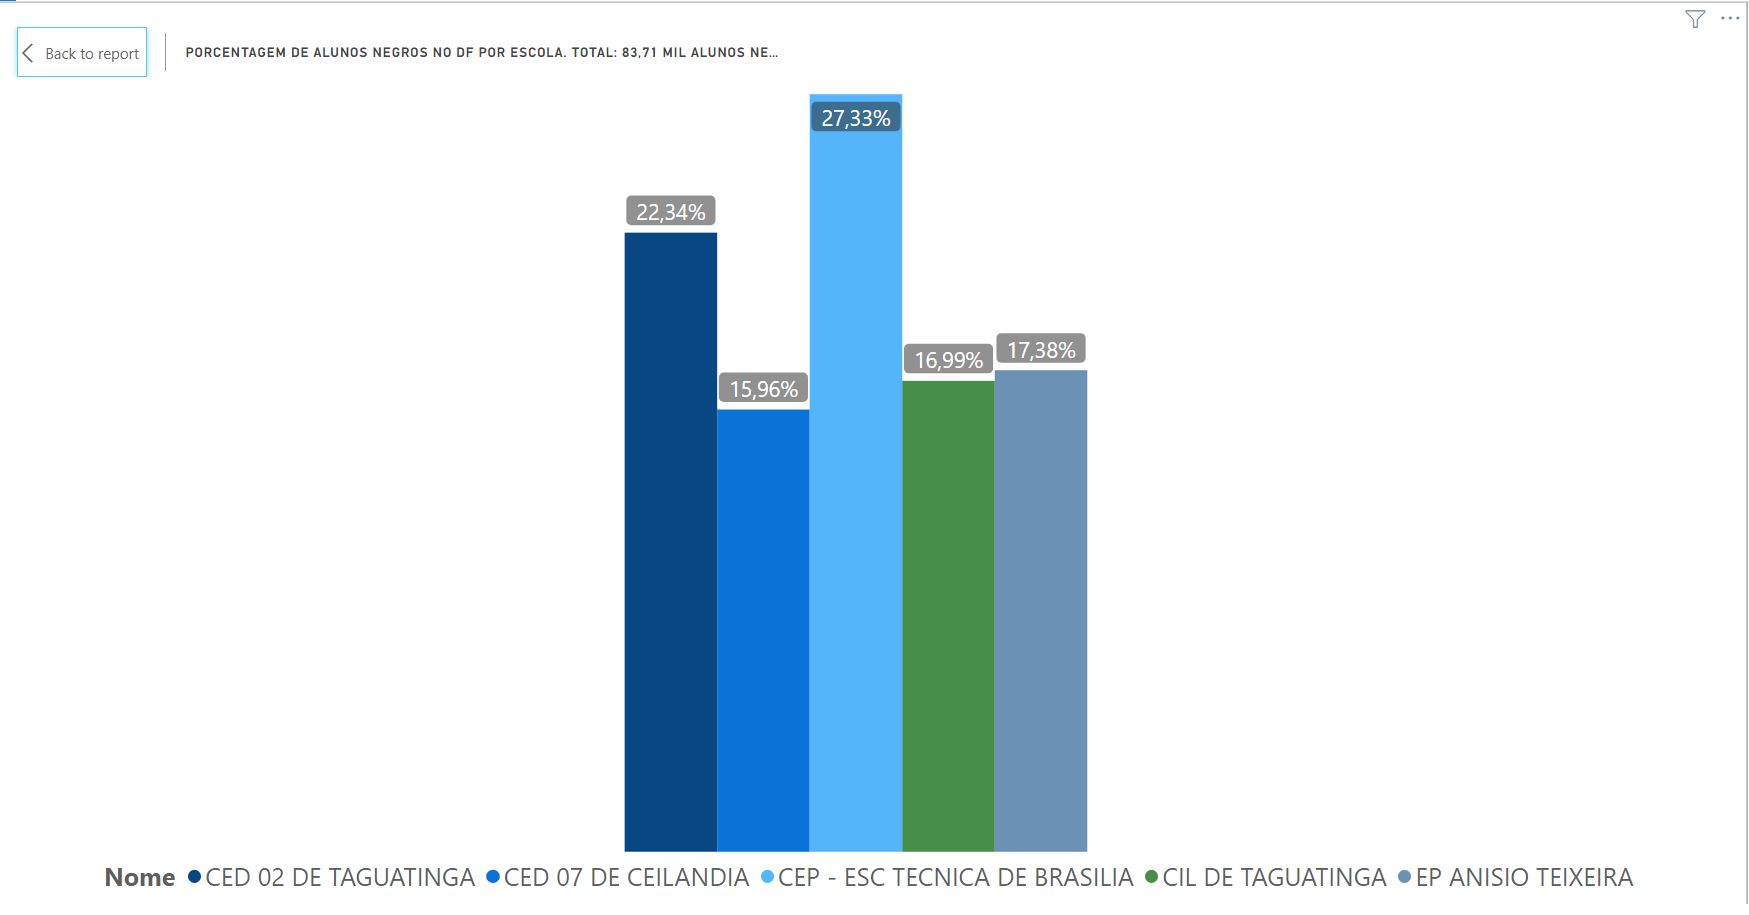 Back to report
PORCENTAGEM DE ALUNOS NEGROS NO DF POR ESCOLA. TOTAL: 83,71 MIL ALUNOS NE...
27,33%
22,34%
17,38%
16,99%
15,96%
Nome CED 02 DE TAGUATINGA CED 07 DE CEILANDIA CEP - ESC TECNICA DE BRASILIA CIL DE TAGUATINGA EP ANISIO TEIXEIRA